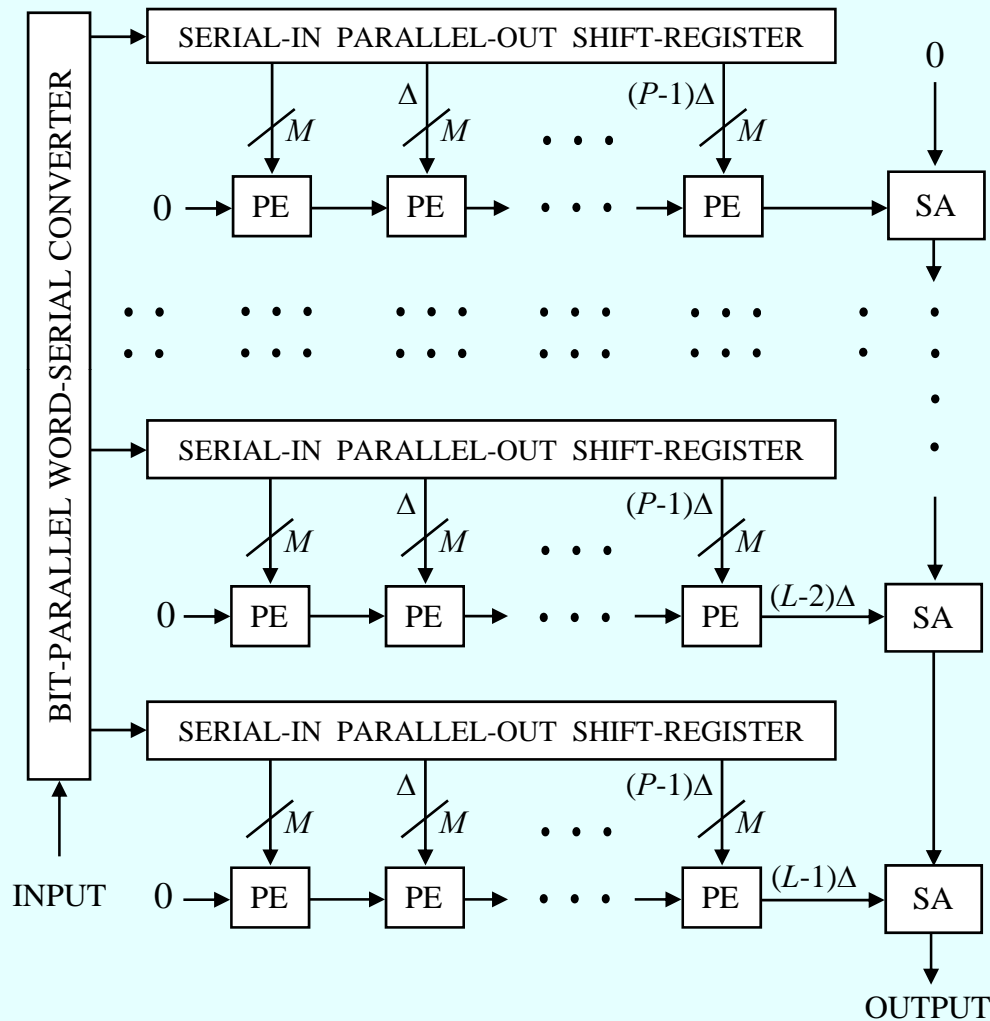 BIT-PARALLEL WORD-SERIAL CONVERTER
SERIAL-IN PARALLEL-OUT SHIFT-REGISTER
0
Δ
(P-1)Δ
M
M
M
0
PE
PE
PE
SA
SERIAL-IN PARALLEL-OUT SHIFT-REGISTER
Δ
(P-1)Δ
M
M
M
0
PE
PE
PE
(L-2)Δ
SA
SERIAL-IN PARALLEL-OUT SHIFT-REGISTER
Δ
(P-1)Δ
M
M
M
INPUT
0
PE
PE
PE
(L-1)Δ
SA
OUTPUT